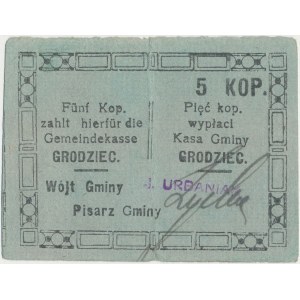 5 KOP.
Fünf Kop.
zahlt hierfür die
Gemeindekasse
GRODZIEC.
Pięć kop.
wypłaci
Kasa Gminy
GRODZIEC.
Wójt Gminy
J. URBANIAK
Pisarz Gminy